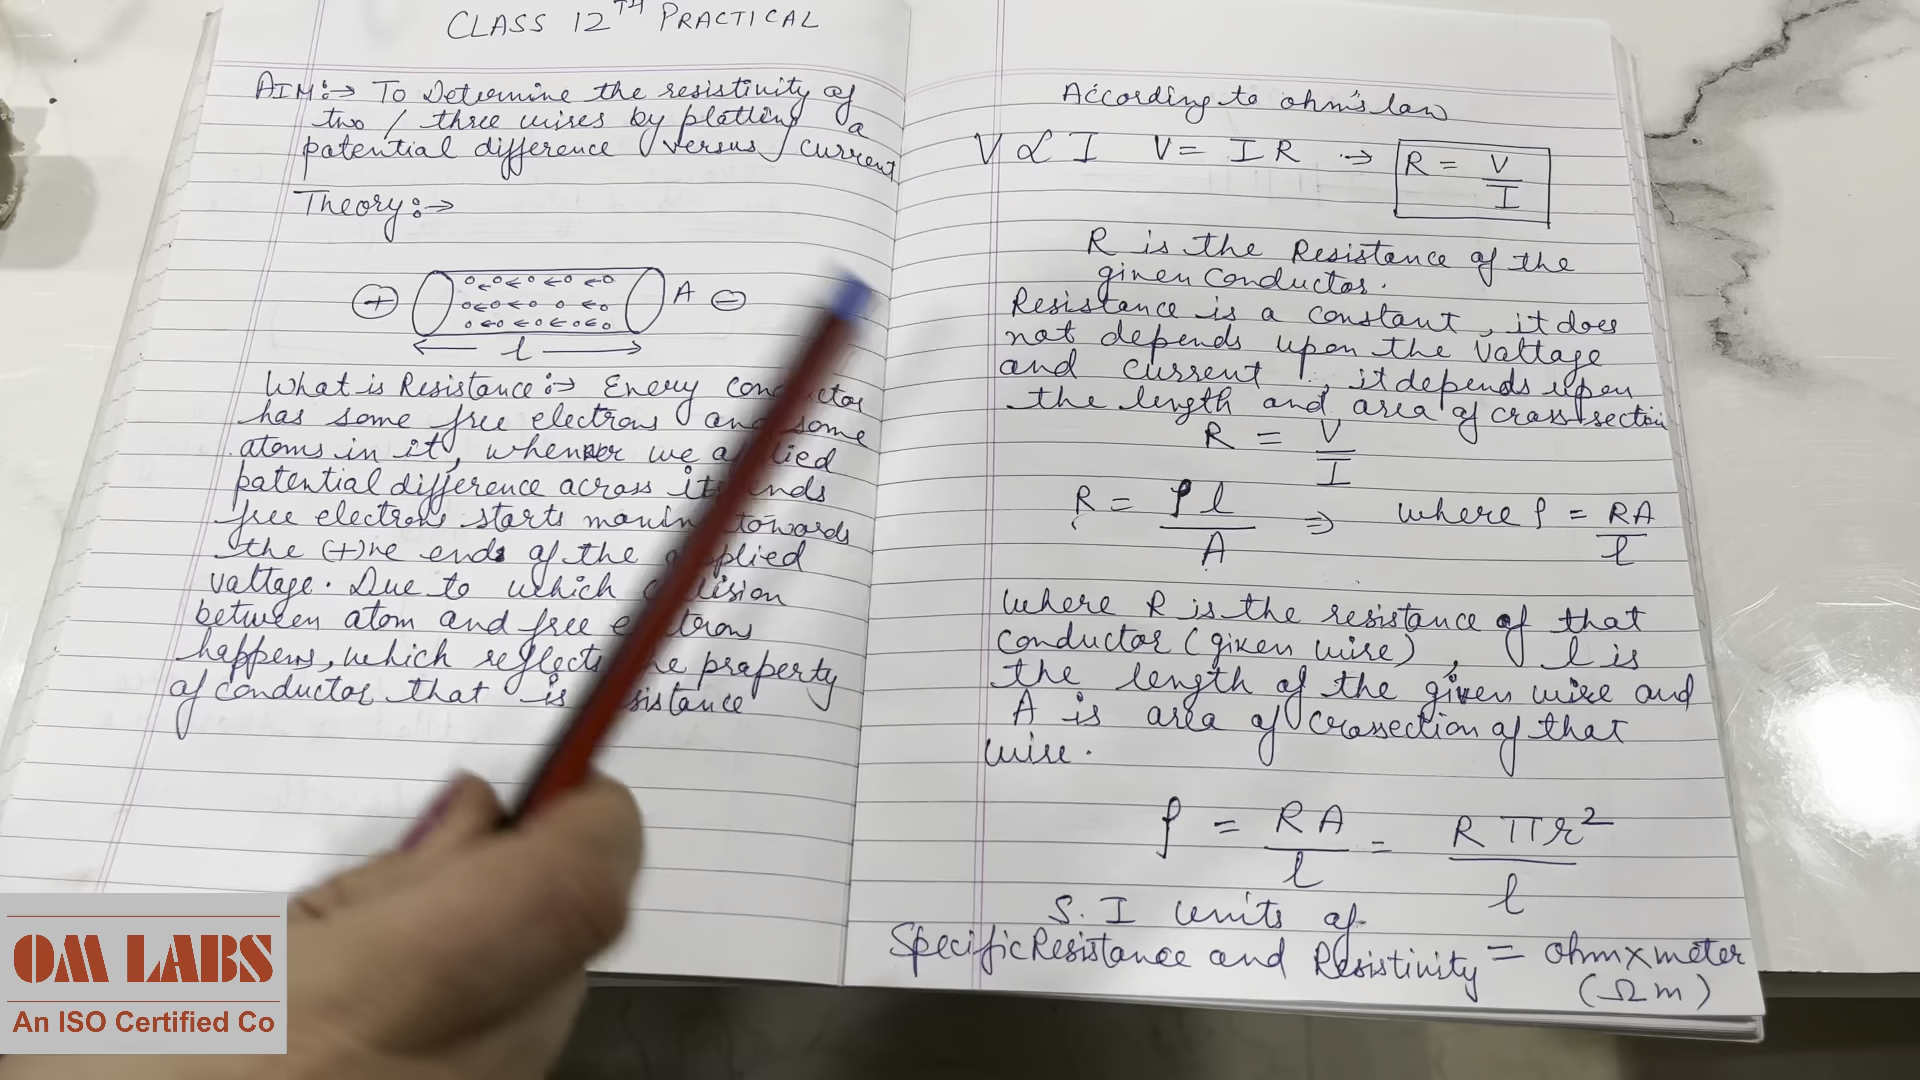 CLASS 12TH PRACTICAL
AIM:→ To Determine the resistivity of
two / three wires by plotting a
potential difference versus current
Theory:→
+ A −
l
What is Resistance:→ Every conductor
has some free electrons and some
atoms in it, whenever we applied
potential difference across its ends
free electrons starts moving towards
the (+)ve ends of the applied
voltage. Due to which collision
between atom and free electrons
happens, which reflects the property
of conductor that is resistance
According to ohm's law
V ∝ I V = I R → R = V/I
R is the Resistance of the
given conductor.
Resistance is a constant, it does
not depends upon the voltage
and current, it depends upon
the length and area of cross section
R = V/I
R = ρl/A ⇒ where ρ = RA/l
where R is the resistance of that
conductor (given wire), l is
the length of the given wire and
A is area of crossection of that
wire.
ρ = RA/l = Rπr²/l
S.I units of
Specific Resistance and Resistivity = ohm×meter
(Ωm)
OM LABS
An ISO Certified Co